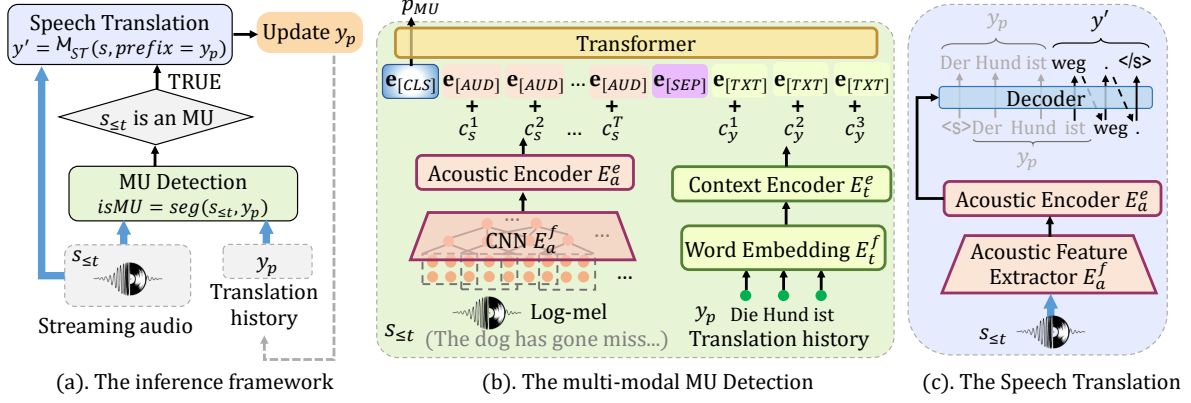 Speech Translation
y′ = M_ST(s, prefix = y_p)
Update y_p
TRUE
s_≤t is an MU
MU Detection
isMU = seg(s_≤t, y_p)
s_≤t
Streaming audio
y_p
Translation
history
(a). The inference framework
p_MU
Transformer
e_[CLS] e_[AUD] e_[AUD] … e_[AUD] e_[SEP] e_[TXT] e_[TXT] e_[TXT]
+ + + + + +
c_s^1 c_s^2 … c_s^T c_y^1 c_y^2 c_y^3
Acoustic Encoder E_a^e
Context Encoder E_t^e
...
CNN E_a^f
...
Word Embedding E_t^f
...
Log-mel
y_p Die Hund ist
s_≤t (The dog has gone miss...)
Translation history
(b). The multi-modal MU Detection
y_p y′
Der Hund ist weg . </s>
Decoder
<s> Der Hund ist weg .
y_p
Acoustic Encoder E_a^e
Acoustic Feature
Extractor E_a^f
s_≤t
(c). The Speech Translation